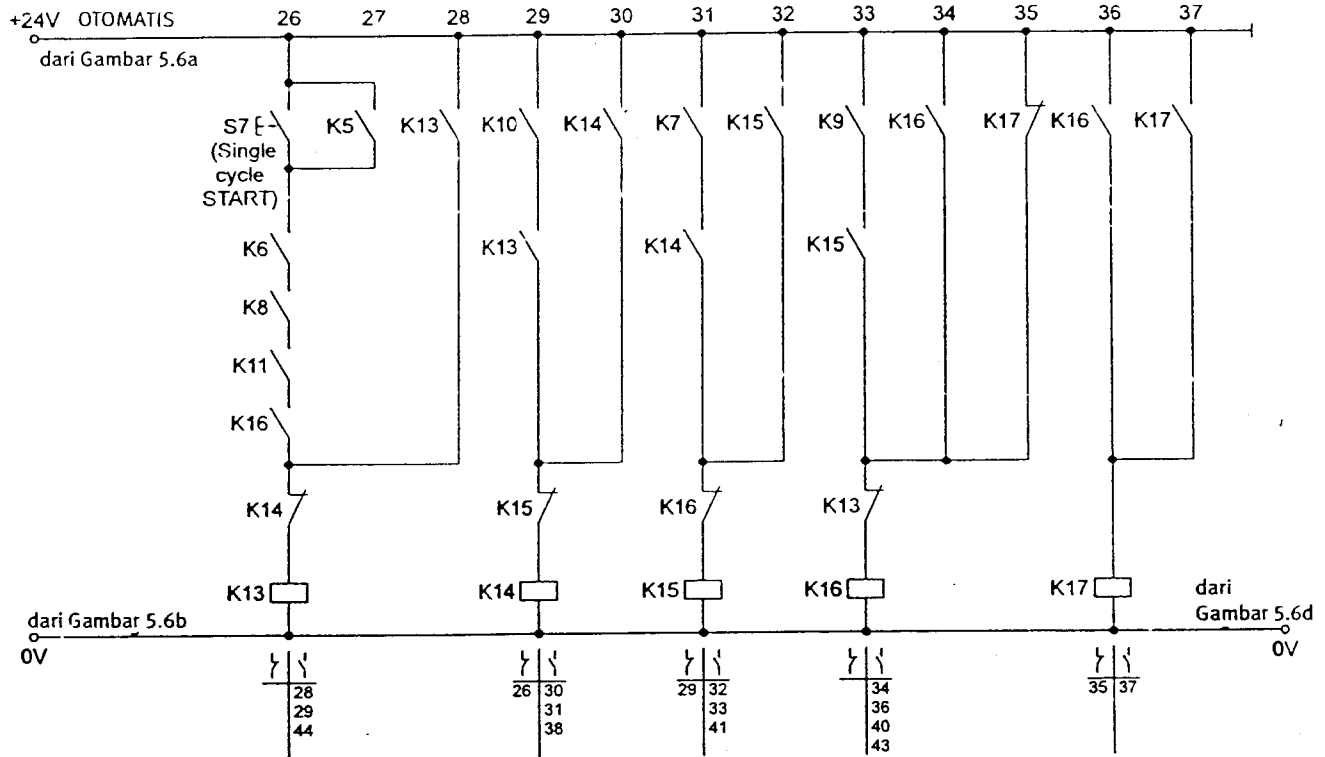 26 27 28 29 30 31 32 33 34 35 36 37
+24V OTOMATIS
dari Gambar 5.6a
S7 K5 K13 K10 K14 K7 K15 K9 K16 K17 K16 K17
(Single
cycle
START)
K6 K13 K14 K15
K8
K11
K16
K14 K15 K16 K13
K13 K14 K15 K16 K17
dari
Gambar 5.6d
dari Gambar 5.6b
0V 0V
28 26 30 29 32 34 35 37
29 31 33 36
44 38 41 40
43